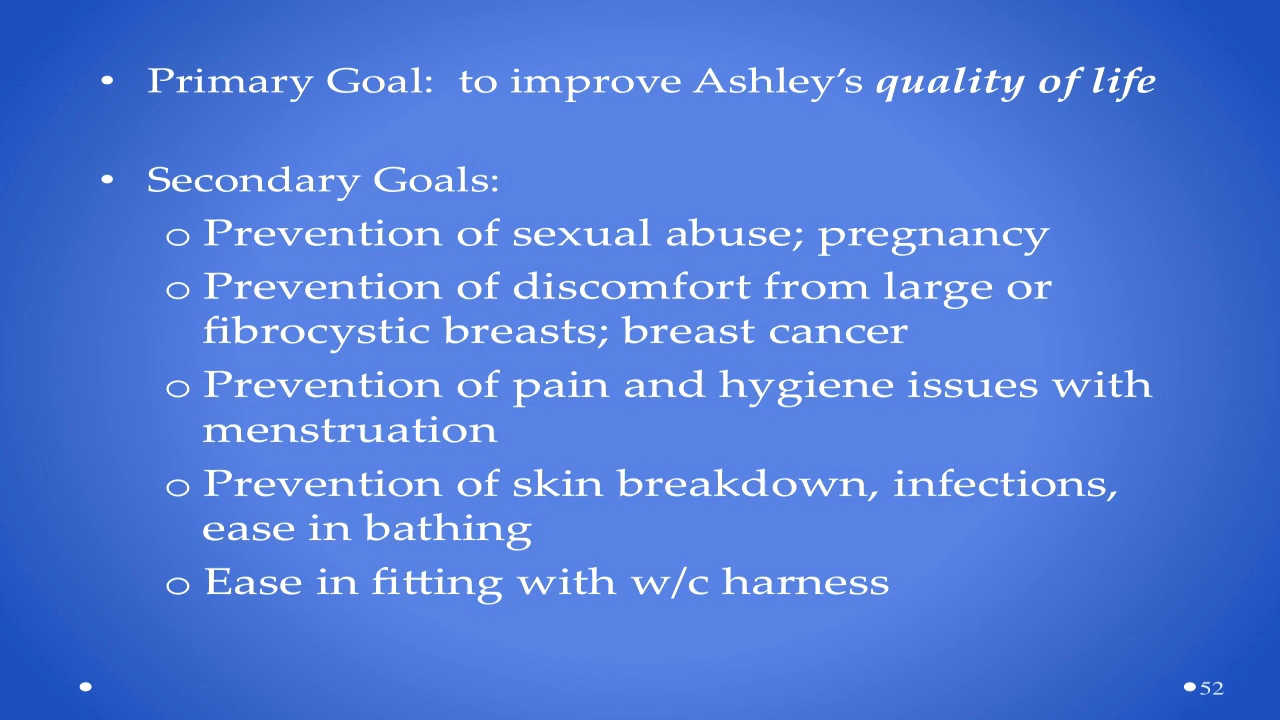 • Primary Goal: to improve Ashley’s quality of life
• Secondary Goals:
o Prevention of sexual abuse; pregnancy
o Prevention of discomfort from large or
fibrocystic breasts; breast cancer
o Prevention of pain and hygiene issues with
menstruation
o Prevention of skin breakdown, infections,
ease in bathing
o Ease in fitting with w/c harness
• 52